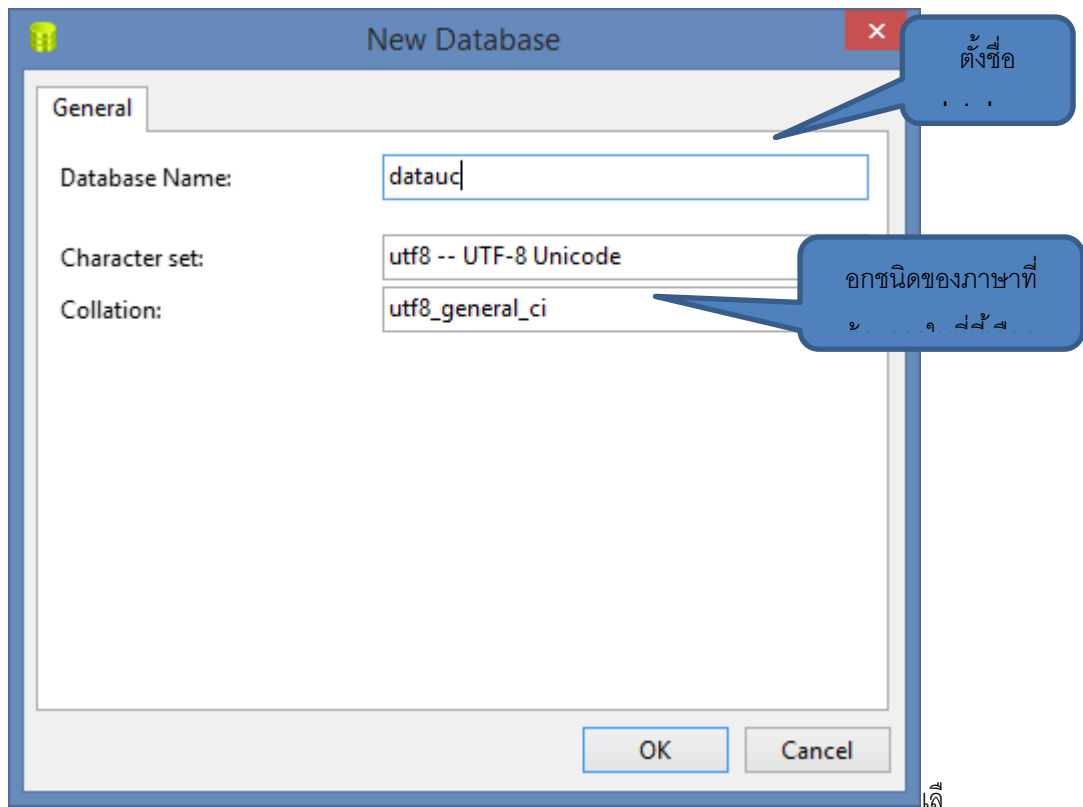 New Database
ตั้งชื่อ
General
Database Name:
datauc
Character set:
utf8 -- UTF-8 Unicode
อกชนิดของภาษาที่
Collation:
utf8_general_ci
OK
Cancel